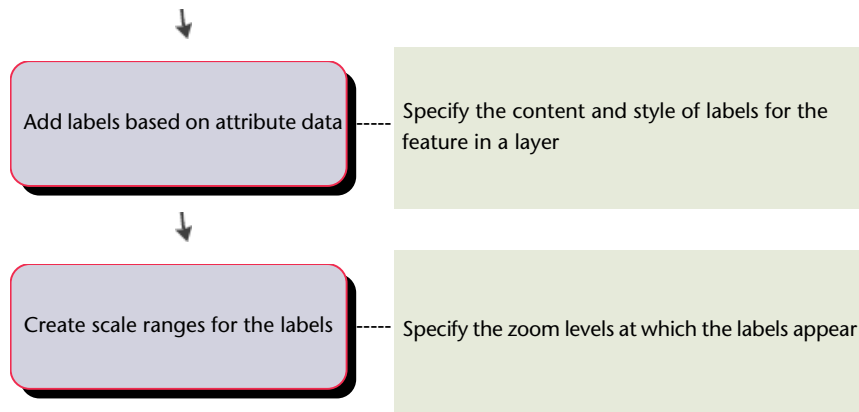 Add labels based on attribute data
Specify the content and style of labels for the
feature in a layer
Create scale ranges for the labels
Specify the zoom levels at which the labels appear